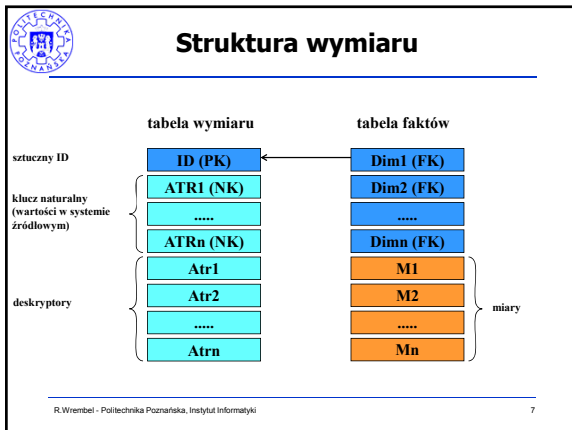 POLITECHNIKA POZNAŃSKA
Struktura wymiaru
tabela wymiaru
tabela faktów
sztuczny ID
ID (PK)
Dim1 (FK)
klucz naturalny
(wartości w systemie
źródłowym)
ATR1 (NK)
Dim2 (FK)
.....
.....
ATRn (NK)
Dimn (FK)
deskryptory
Atr1
M1
Atr2
M2
.....
.....
miary
Atrn
Mn
R.Wrembel - Politechnika Poznańska, Instytut Informatyki
7